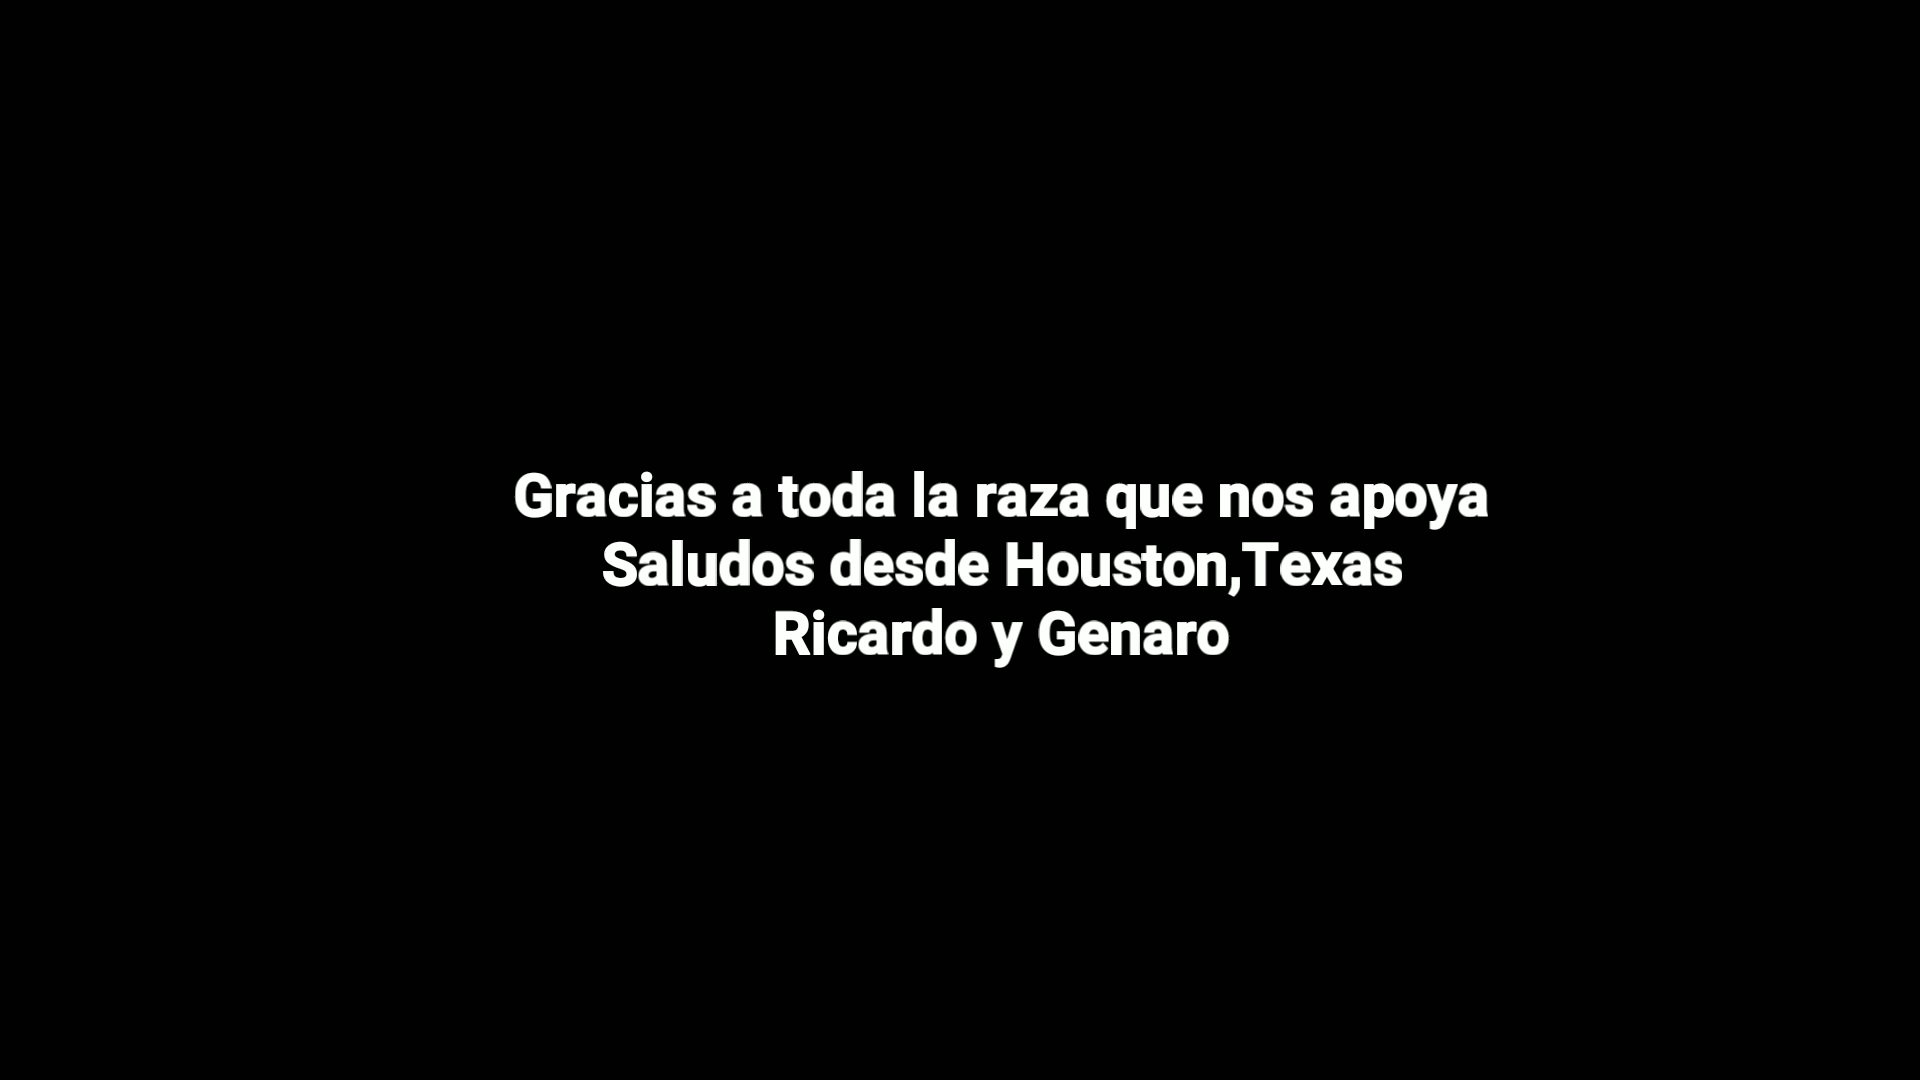 Gracias a toda la raza que nos apoya
Saludos desde Houston,Texas
Ricardo y Genaro